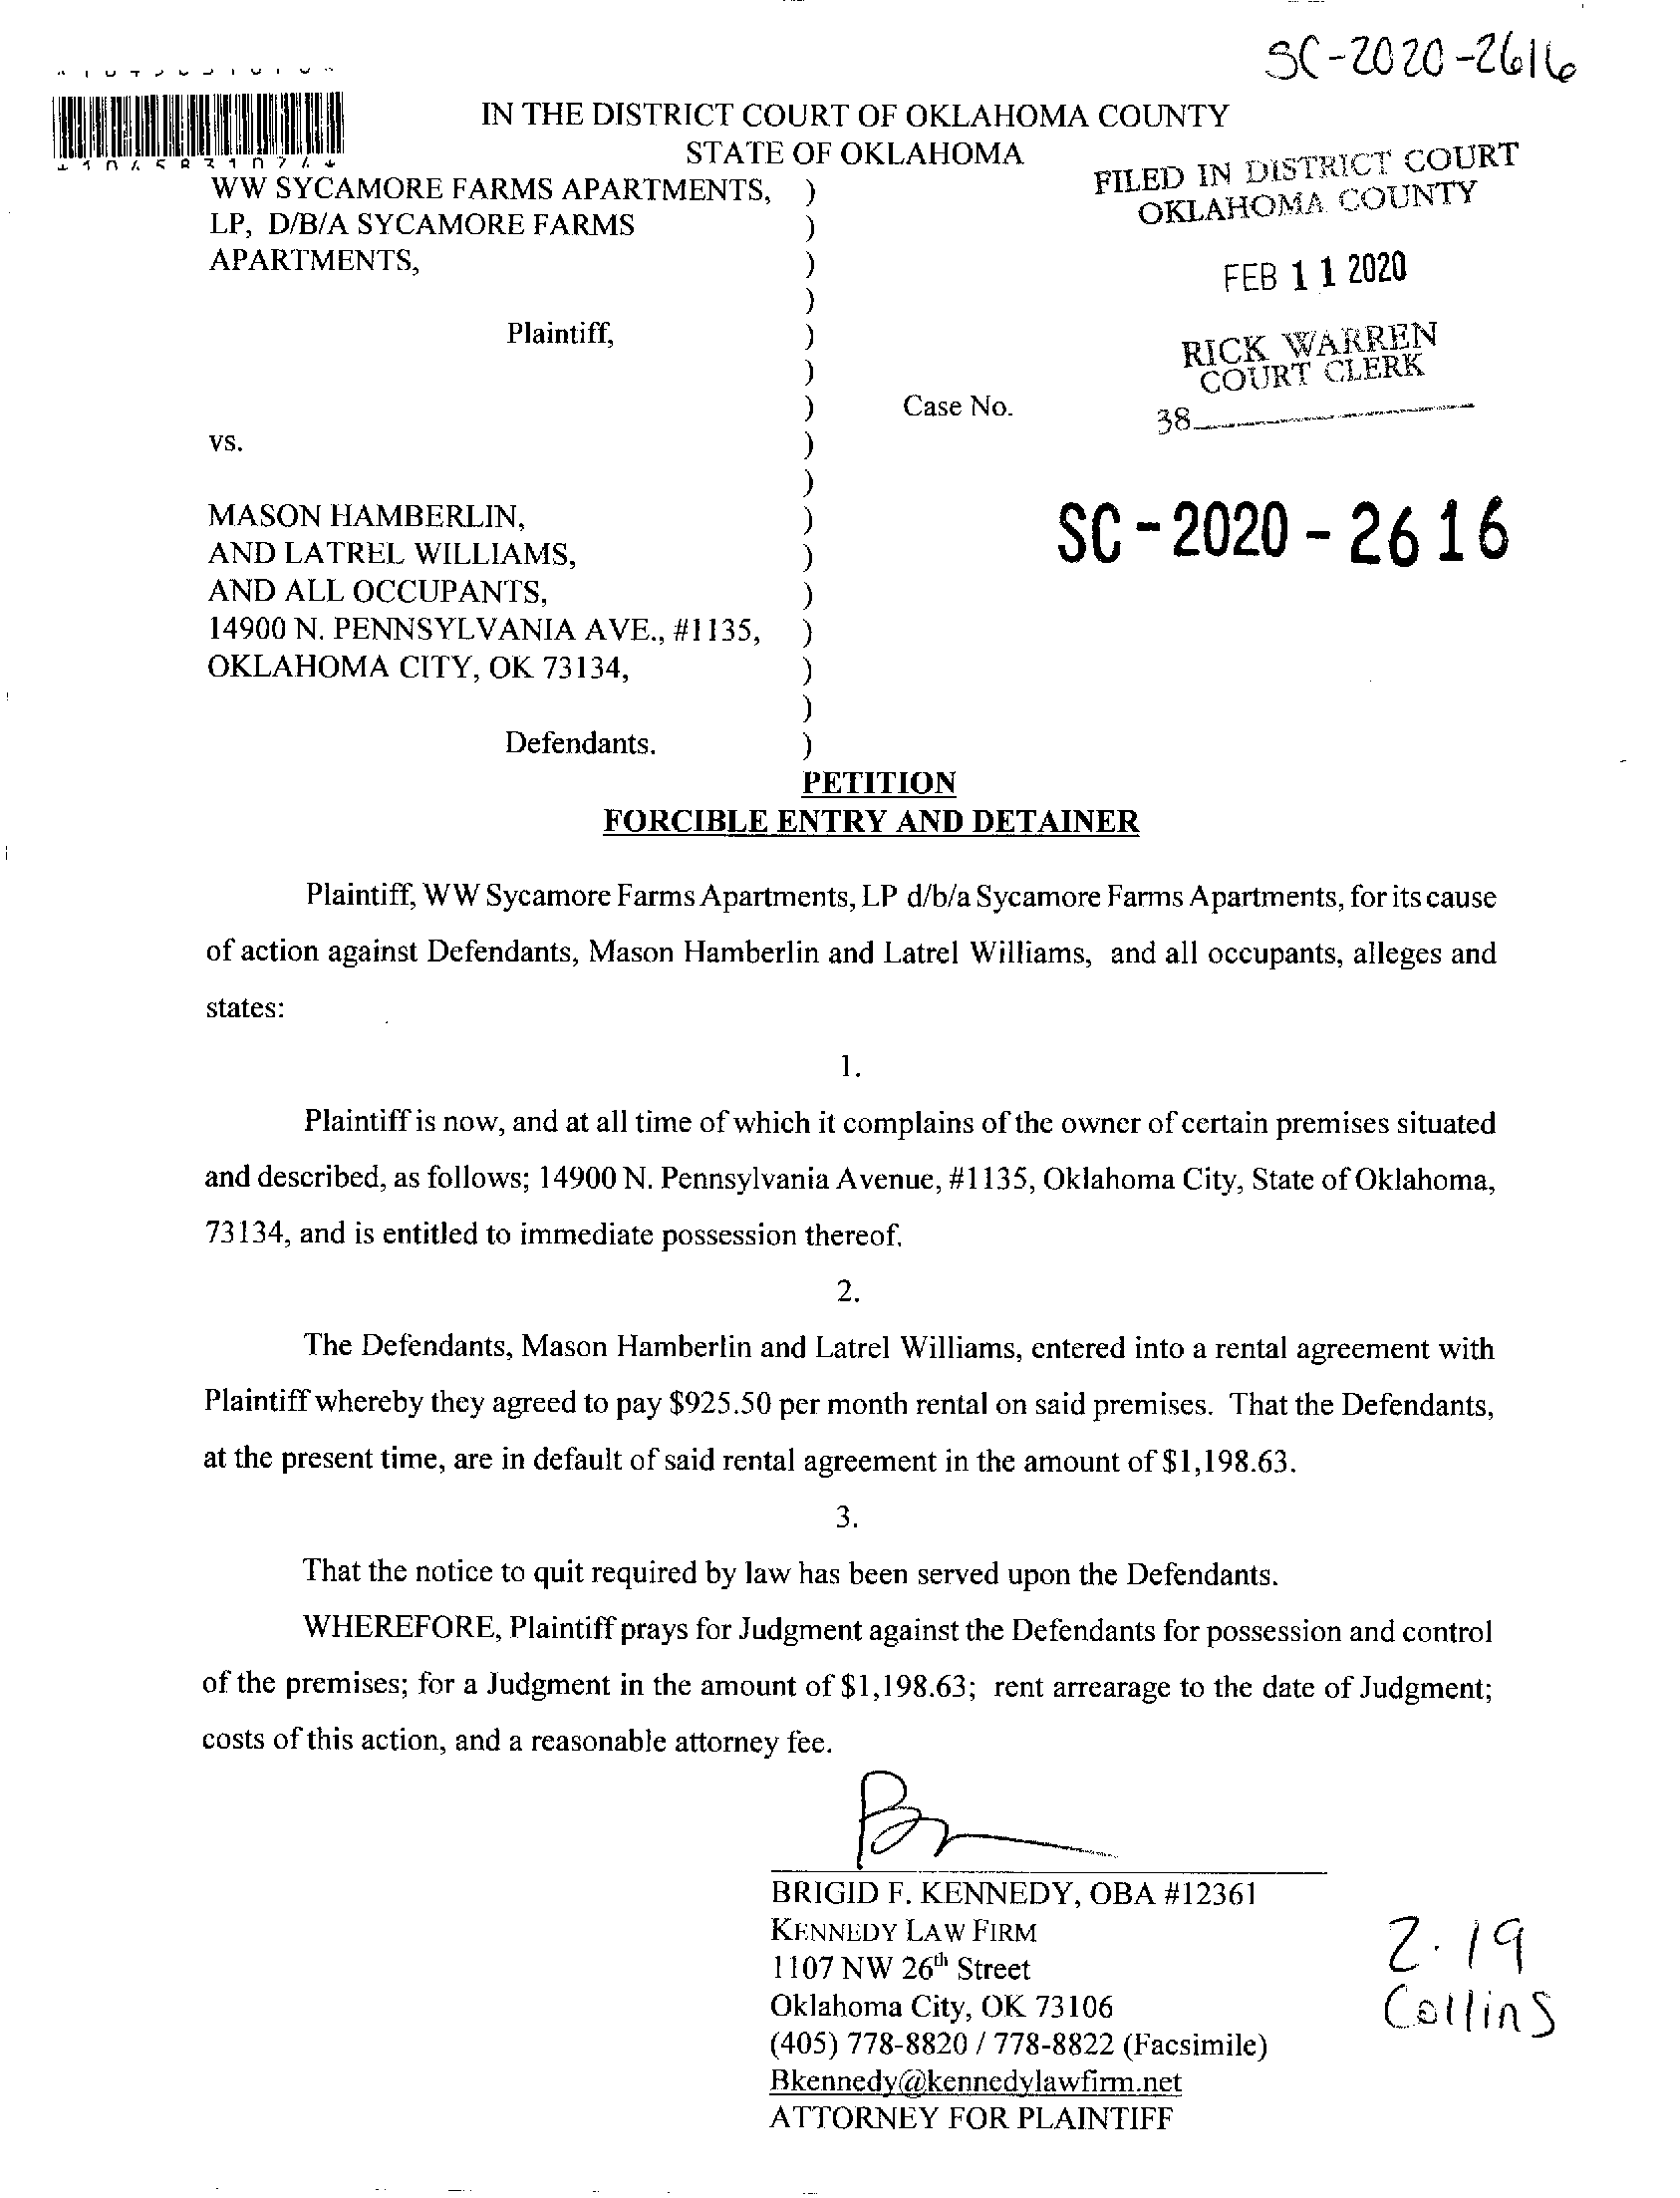 SC-2020-2616
IN THE DISTRICT COURT OF OKLAHOMA COUNTY
STATE OF OKLAHOMA
FILED IN DISTRICT COURT
OKLAHOMA COUNTY
FEB 11 2020
RICK WARREN
COURT CLERK
38
WW SYCAMORE FARMS APARTMENTS, )
LP, D/B/A SYCAMORE FARMS )
APARTMENTS, )
)
Plaintiff, )
)
) Case No.
vs. )
)
SC-2020-2616
MASON HAMBERLIN, )
AND LATREL WILLIAMS, )
AND ALL OCCUPANTS, )
14900 N. PENNSYLVANIA AVE., #1135, )
OKLAHOMA CITY, OK 73134, )
)
Defendants. )
PETITION
FORCIBLE ENTRY AND DETAINER
Plaintiff, WW Sycamore Farms Apartments, LP d/b/a Sycamore Farms Apartments, for its cause
of action against Defendants, Mason Hamberlin and Latrel Williams, and all occupants, alleges and
states:
1.
Plaintiff is now, and at all time of which it complains of the owner of certain premises situated
and described, as follows; 14900 N. Pennsylvania Avenue, #1135, Oklahoma City, State of Oklahoma,
73134, and is entitled to immediate possession thereof.
2.
The Defendants, Mason Hamberlin and Latrel Williams, entered into a rental agreement with
Plaintiff whereby they agreed to pay $925.50 per month rental on said premises. That the Defendants,
at the present time, are in default of said rental agreement in the amount of $1,198.63.
3.
That the notice to quit required by law has been served upon the Defendants.
WHEREFORE, Plaintiff prays for Judgment against the Defendants for possession and control
of the premises; for a Judgment in the amount of $1,198.63; rent arrearage to the date of Judgment;
costs of this action, and a reasonable attorney fee.
BRIGID F. KENNEDY, OBA #12361
KENNEDY LAW FIRM
1107 NW 26th Street
Oklahoma City, OK 73106
(405) 778-8820 / 778-8822 (Facsimile)
Bkennedy@kennedylawfirm.net
ATTORNEY FOR PLAINTIFF
2.19
Collins